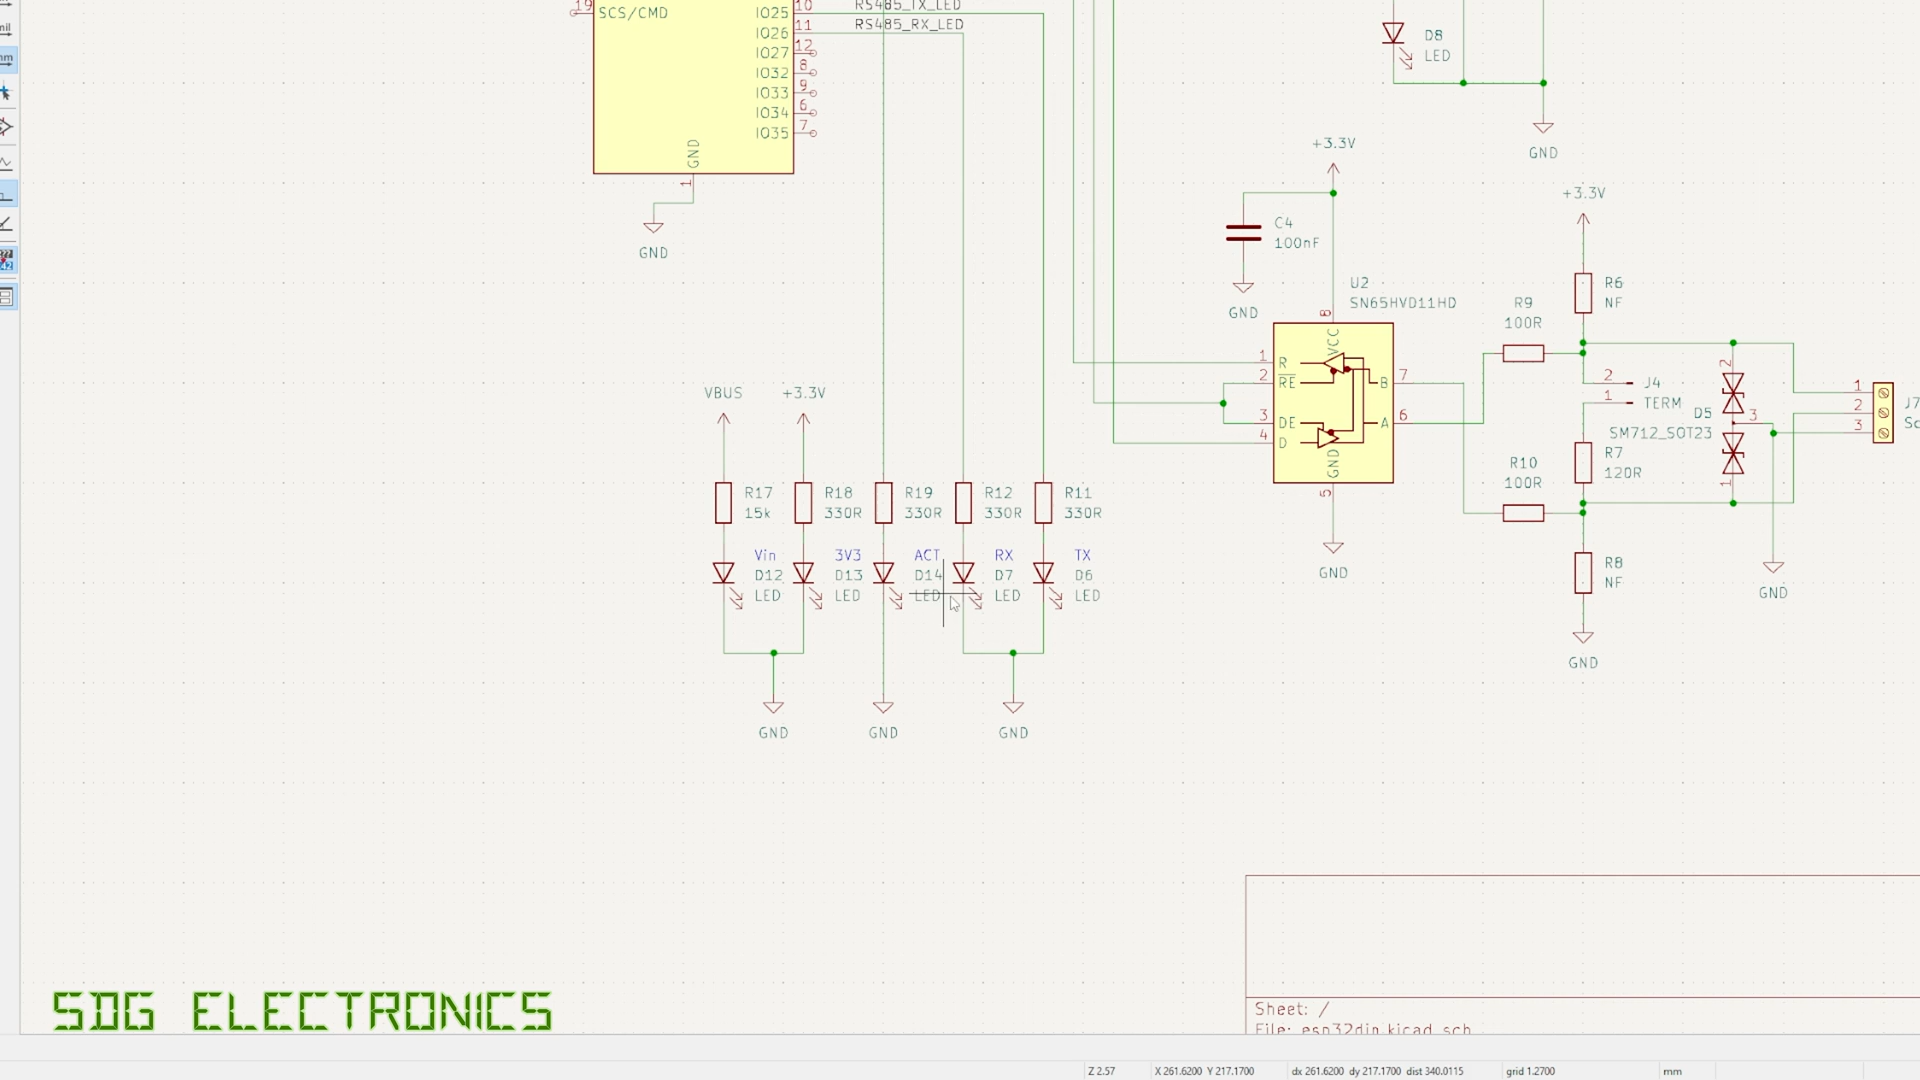 mil
mm
19
SCS/CMD
IO25
10
RS485_TX_LED
IO26
11
RS485_RX_LED
IO27
12
IO32
8
IO33
9
IO34
6
IO35
7
GND
1
GND
D8
LED
GND
+3.3V
C4
100nF
GND
+3.3V
R6
NF
U2
SN65HVD11HD
8
VCC
1 R
2 RE
3 DE
4 D
B 7
A 6
GND
5
GND
R9
100R
R10
100R
2
1
J4
TERM
R7
120R
R8
NF
GND
2
D5
3
SM712_SOT23
1
GND
1
2
3
J7
Sc
VBUS
+3.3V
R17
15k
R18
330R
R19
330R
R12
330R
R11
330R
Vin
D12
LED
3V3
D13
LED
ACT
D14
LED
RX
D7
LED
TX
D6
LED
GND
GND
GND
SDG ELECTRONICS
Sheet: /
File: esp32din.kicad_sch
Z 2.57
X 261.6200 Y 217.1700
dx 261.6200 dy 217.1700 dist 340.0115
grid 1.2700
mm